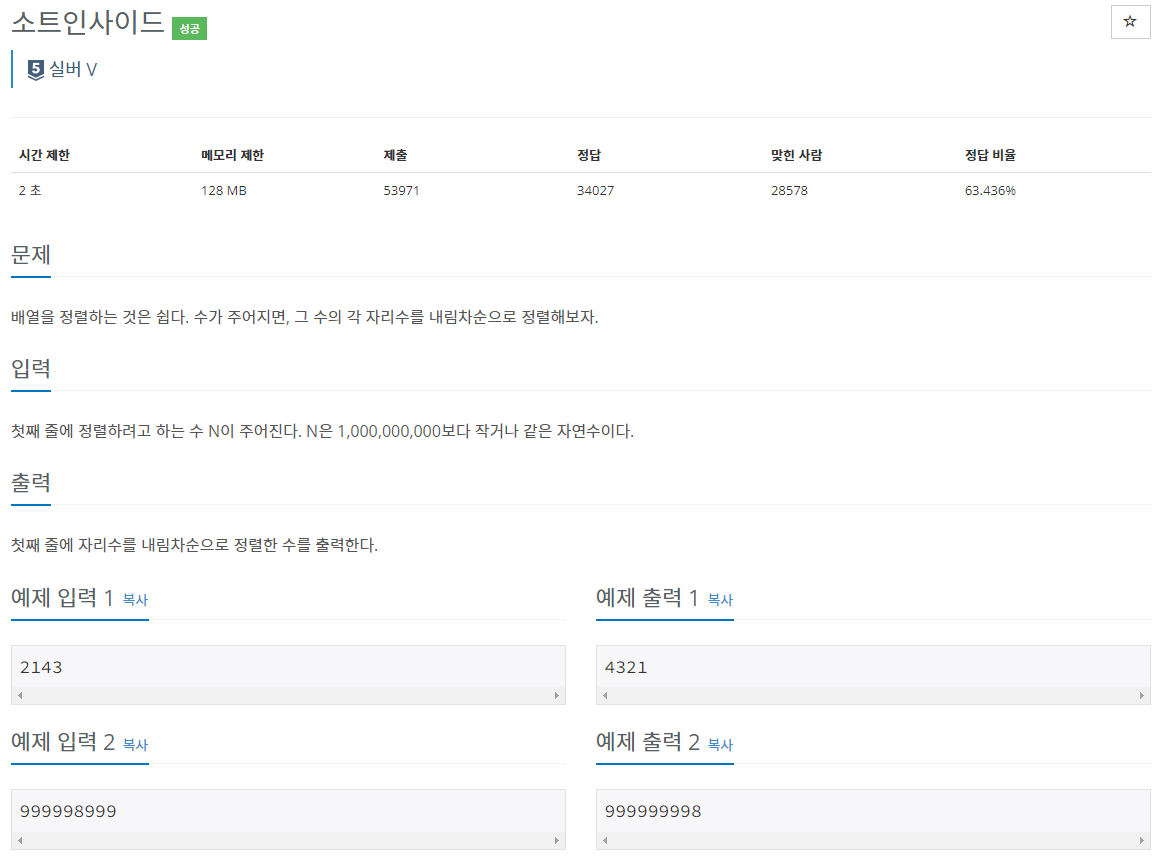 소트인사이드 성공
☆
5 실버 V
시간 제한 메모리 제한 제출 정답 맞힌 사람 정답 비율
2 초 128 MB 53971 34027 28578 63.436%
문제
배열을 정렬하는 것은 쉽다. 수가 주어지면, 그 수의 각 자리수를 내림차순으로 정렬해보자.
입력
첫째 줄에 정렬하려고 하는 수 N이 주어진다. N은 1,000,000,000보다 작거나 같은 자연수이다.
출력
첫째 줄에 자리수를 내림차순으로 정렬한 수를 출력한다.
예제 입력 1 복사
2143
예제 출력 1 복사
4321
예제 입력 2 복사
999998999
예제 출력 2 복사
999999998